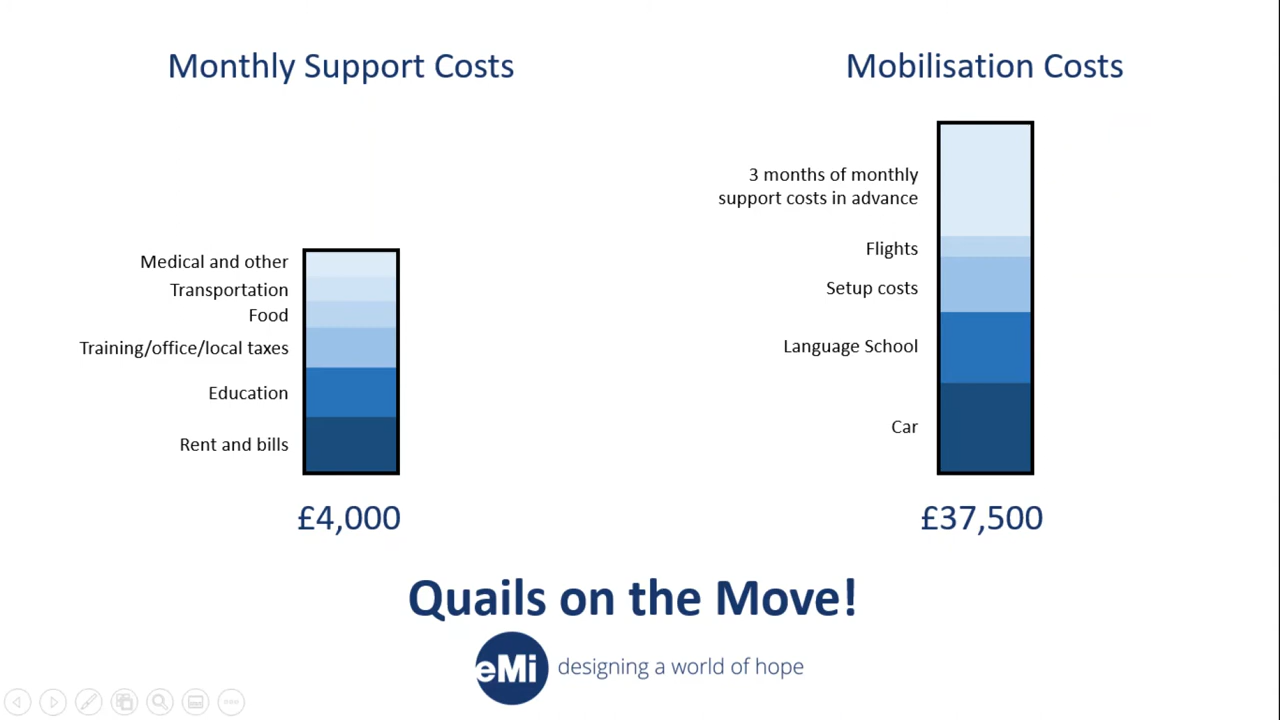 Monthly Support Costs
Medical and other
Transportation
Food
Training/office/local taxes
Education
Rent and bills
£4,000
Mobilisation Costs
3 months of monthly
support costs in advance
Flights
Setup costs
Language School
Car
£37,500
Quails on the Move!
eMi
designing a world of hope